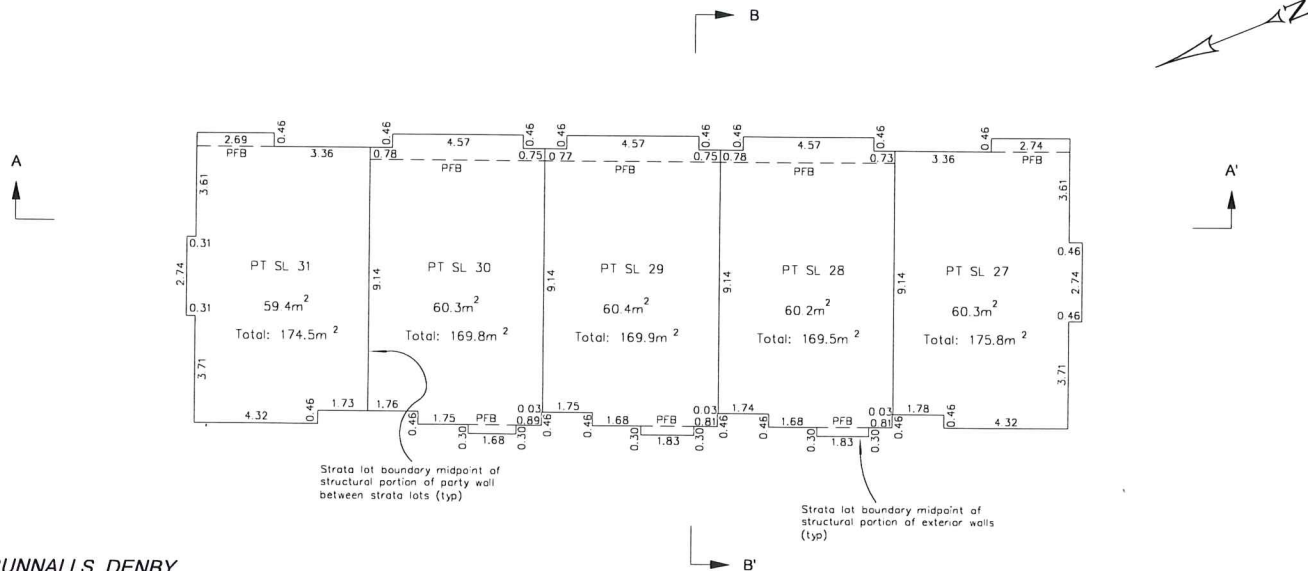 B
N
0.46 0.46 4.57 0.46 0.46 4.57 0.46 0.46 4.57 0.46 0.46
2.69 2.74
A PFB 3.36 0.78 PFB 0.75 0.77 PFB 0.75 0.78 PFB 0.73 3.36 PFB A'
3.61 3.61
0.31 0.46
2.74 9.14 9.14 9.14 9.14 2.74
0.31 0.46
PT SL 31 PT SL 30 PT SL 29 PT SL 28 PT SL 27
59.4m² 60.3m² 60.4m² 60.2m² 60.3m²
Total: 174.5m² Total: 169.8m² Total: 169.9m² Total: 169.5m² Total: 175.8m²
3.71 3.71
4.32 0.46 1.73 1.76 0.46 1.75 PFB 0.03 0.89 0.46 1.75 0.46 1.68 PFB 0.03 0.81 0.46 1.74 0.46 1.68 PFB 0.03 0.81 0.46 1.78 0.46 4.32
0.30 1.68 0.30 0.30 1.83 0.30 0.30 1.83 0.30
Strata lot boundary midpoint of
structural portion of party wall
between strata lots (typ)
Strata lot boundary midpoint of
structural portion of exterior walls
(typ)
B'
RUNNALLS DENBY